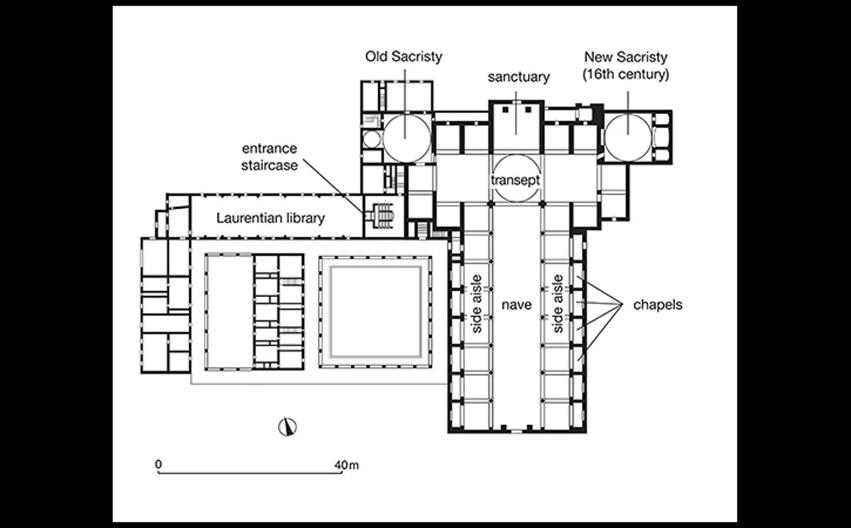 Old Sacristy
sanctuary
New Sacristy
(16th century)
entrance
staircase
transept
Laurentian library
side aisle
nave
side aisle
chapels
0
40m